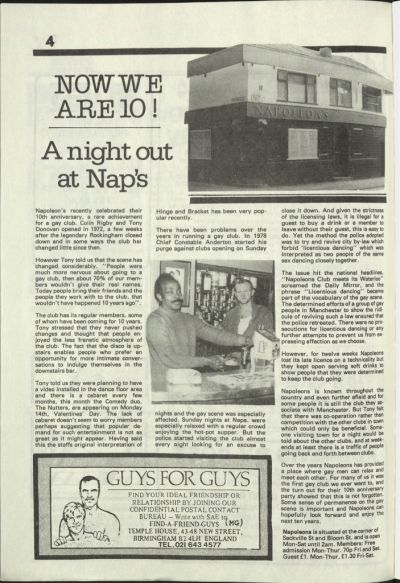 4
NOW WE
ARE 10!
A night out
at Nap's
NAPOLEON'S
Napoleon's recently celebrated their
10th anniversary, a rare achievement
for a gay club. Colin Rigby and Tony
Donovan opened in 1972, a few weeks
after the legendary Rockingham closed
down and in some ways the club has
changed little since then.
However Tony told us that the scene has
changed considerably. "People were
much more nervous about going to a
gay club, then about 70% of our mem-
bers wouldn't give their real names.
Today people bring their friends and the
people they work with to the club, that
wouldn't have happened 10 years ago".
The club has its regular members, some
of whom have been coming for 10 years.
Tony stressed that they never pushed
changes and thought that people en-
joyed the less frenetic atmosphere of
the club. The fact that the disco is up-
stairs enables people who prefer an
opportunity for more intimate conver-
sations to indulge themselves in the
downstairs bar.
Tony told us they were planning to have
a video installed in the dance floor area
and there is a cabaret every few
months, this month the Comedy duo,
The Nutters, are appearing on Monday
14th, Valentines' Day. The lack of
cabaret doesn't seem to worry members
perhaps suggesting that popular de-
mand for such entertainment is not as
great as it might appear. Having said
this the staffs original interpretation of
Hinge and Bracket has been very pop-
ular recently.
There have been problems over the
years in running a gay club. In 1978
Chief Constable Anderton started his
purge against clubs opening on Sunday
nights and the gay scene was especially
affected. Sunday nights at Naps. were
especially relaxed with a regular crowd
enjoying the hot-pot supper. But the
police started visiting the club almost
every night looking for an excuse to
close it down. And given the strictness
of the licensing laws, it is illegal for a
guest to buy a drink or a member to
leave without their guest, this is easy to
do. Yet the method the police adopted
was to try and revive city by-law which
forbid "licentious dancing" which was
interpreted as two people of the same
sex dancing closely together.
The issue hit the national headlines,
"Napoleons Club meets its Waterloo"
screamed the Daily Mirror, and the
phrase "Licentious dancing" became
part of the vocabulary of the gay scene.
The determined efforts of a group of gay
people in Manchester to show the ridi-
cule of reviving such a law ensured that
the police retreated. There were no pro-
secutions for licentious dancing or any
further attempts to prevent us from ex-
pressing affection as we choose.
However, for twelve weeks Napoleons
lost its late licence on a technicality but
they kept open serving soft drinks to
show people that they were determined
to keep the club going.
Napoleons is known throughout the
country and even further afield and for
some people it is still the club they as-
sociate with Manchester. But Tony felt
that there was co-operation rather than
competition with the other clubs in town
which could only be beneficial. Some-
one visiting town for a night would be
told about the other clubs, and at week-
ends at least there is a traffic of people
going back and forth between clubs.
Over the years Napoleons has provided
a place where gay men can relax and
meet each other. For many of us it was
the first gay club we ever went to, and
the turn out for their 10th anniversary
party showed that this is not forgotten.
Some sense of permanence on the gay
scene is important and Napoleons can
hopefully look forward and enjoy the
next ten years.
Napoleons is situated at the corner of
Sackville St and Bloom St. and is open
Mon-Sat until 2am. Members: Free
admission Mon-Thur. 70p Fri and Sat.
Guest £1. Mon-Thur. £1.30 Fri-Sat.
GUYS FOR GUYS
FIND YOUR IDEAL FRIENDSHIP OR
RELATIONSHIP BY JOINING OUR
CONFIDENTIAL POSTAL CONTACT
BUREAU – Write with SAE to
FIND-A-FRIEND-GUYS (MG)
TEMPLE HOUSE, 43-48 NEW STREET,
BIRMINGHAM B2 4LH ENGLAND
TEL. 021 643 4577